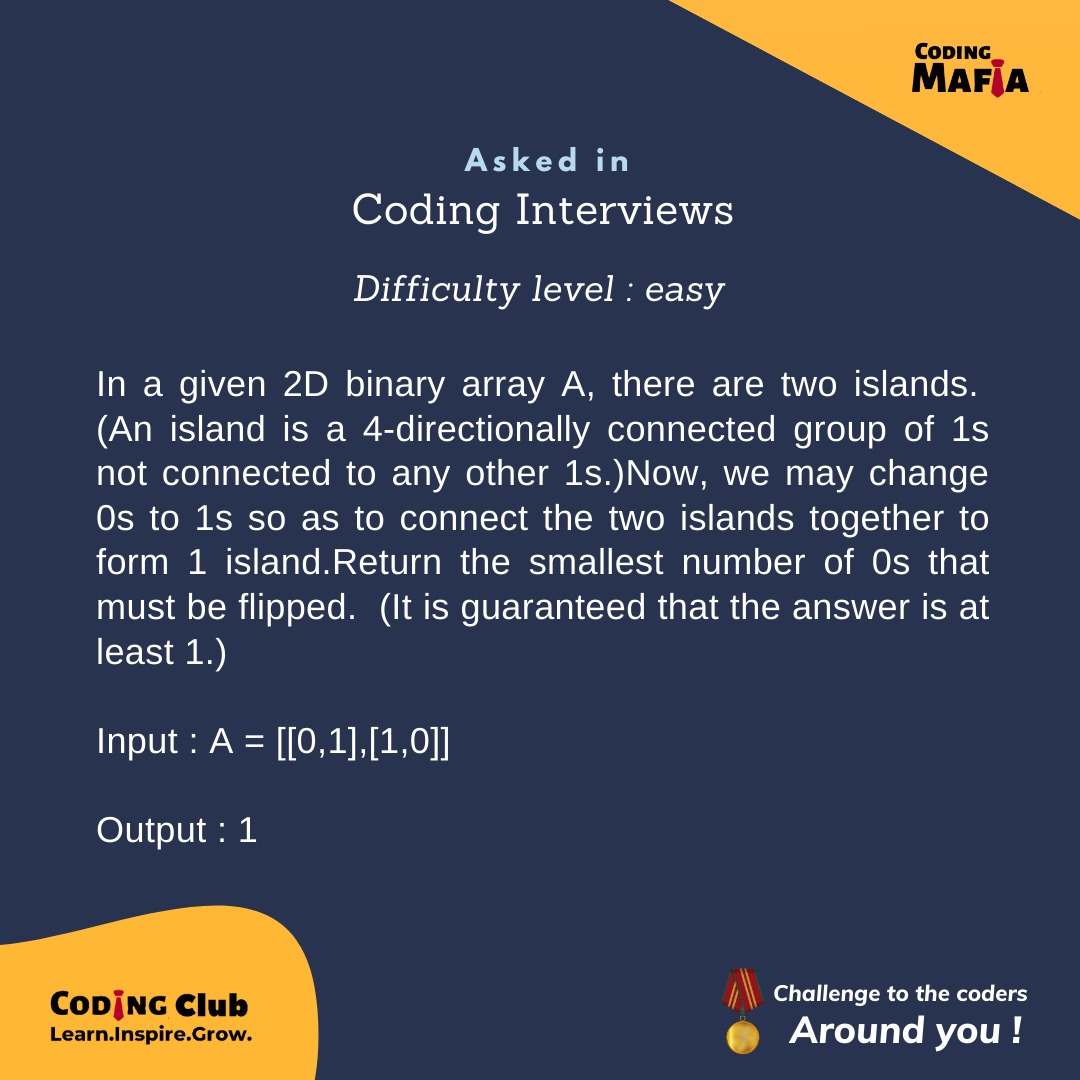 CODING
MAFIA
Asked in
Coding Interviews
Difficulty level : easy
In a given 2D binary array A, there are two islands.
(An island is a 4-directionally connected group of 1s
not connected to any other 1s.)Now, we may change
0s to 1s so as to connect the two islands together to
form 1 island.Return the smallest number of 0s that
must be flipped. (It is guaranteed that the answer is at
least 1.)
Input : A = [[0,1],[1,0]]
Output : 1
CODING Club
Learn.Inspire.Grow.
Challenge to the coders
Around you !